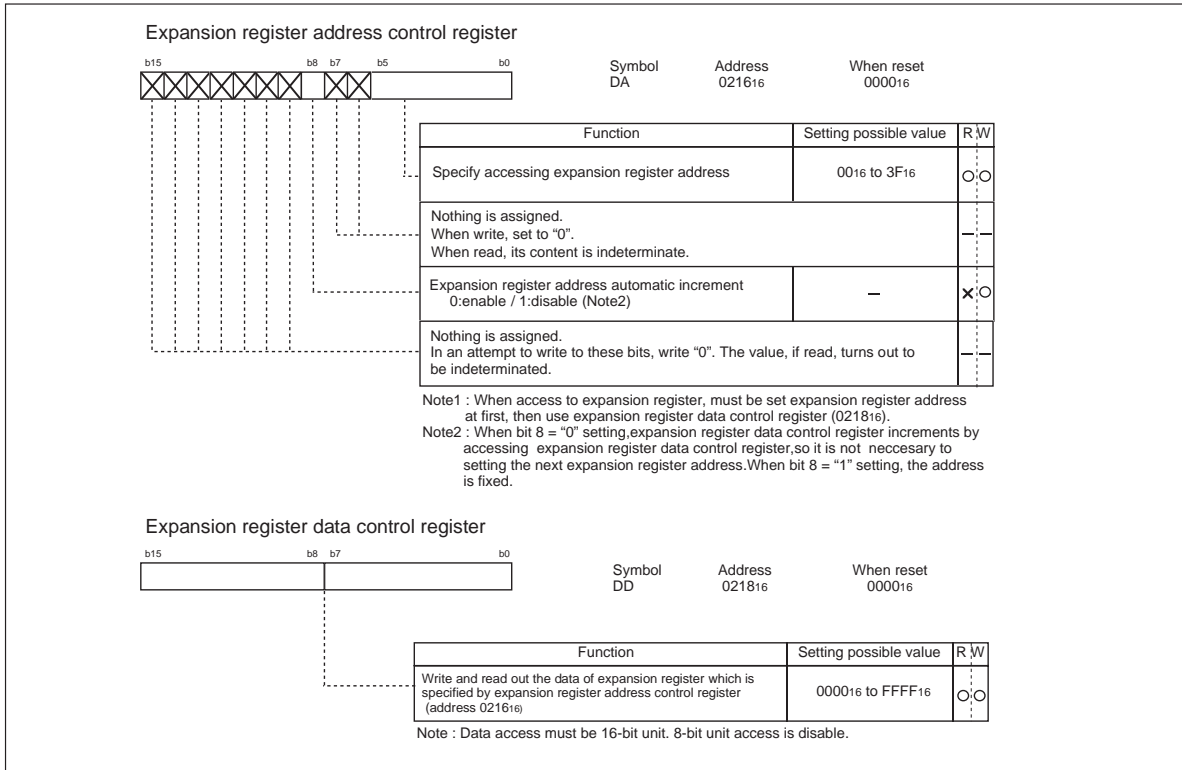 Expansion register address control register
b15 b8 b7 b5 b0
Symbol Address When reset
DA 021616 000016
Function Setting possible value R W
Specify accessing expansion register address 0016 to 3F16
Nothing is assigned.
When write, set to “0”.
When read, its content is indeterminate.
Expansion register address automatic increment
0:enable / 1:disable (Note2)
Nothing is assigned.
In an attempt to write to these bits, write “0”. The value, if read, turns out to
be indeterminated.
Note1 : When access to expansion register, must be set expansion register address
at first, then use expansion register data control register (021816).
Note2 : When bit 8 = “0” setting,expansion register data control register increments by
accessing expansion register data control register,so it is not neccesary to
setting the next expansion register address.When bit 8 = “1” setting, the address
is fixed.
Expansion register data control register
b15 b8 b7 b0
Symbol Address When reset
DD 021816 000016
Function Setting possible value R W
Write and read out the data of expansion register which is
specified by expansion register address control register
(address 021616)
000016 to FFFF16
Note : Data access must be 16-bit unit. 8-bit unit access is disable.